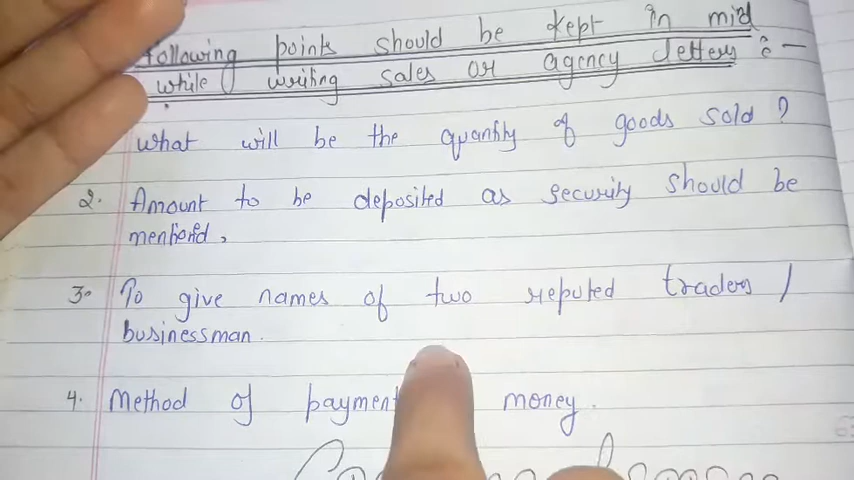 following points should be kept in mid
while writing sales or agency letters :-
What will be the quantity of goods sold ?
2. Amount to be deposited as security should be
mentiond.
3. To give names of two reputed traders /
businessman.
4. Method of payment money.